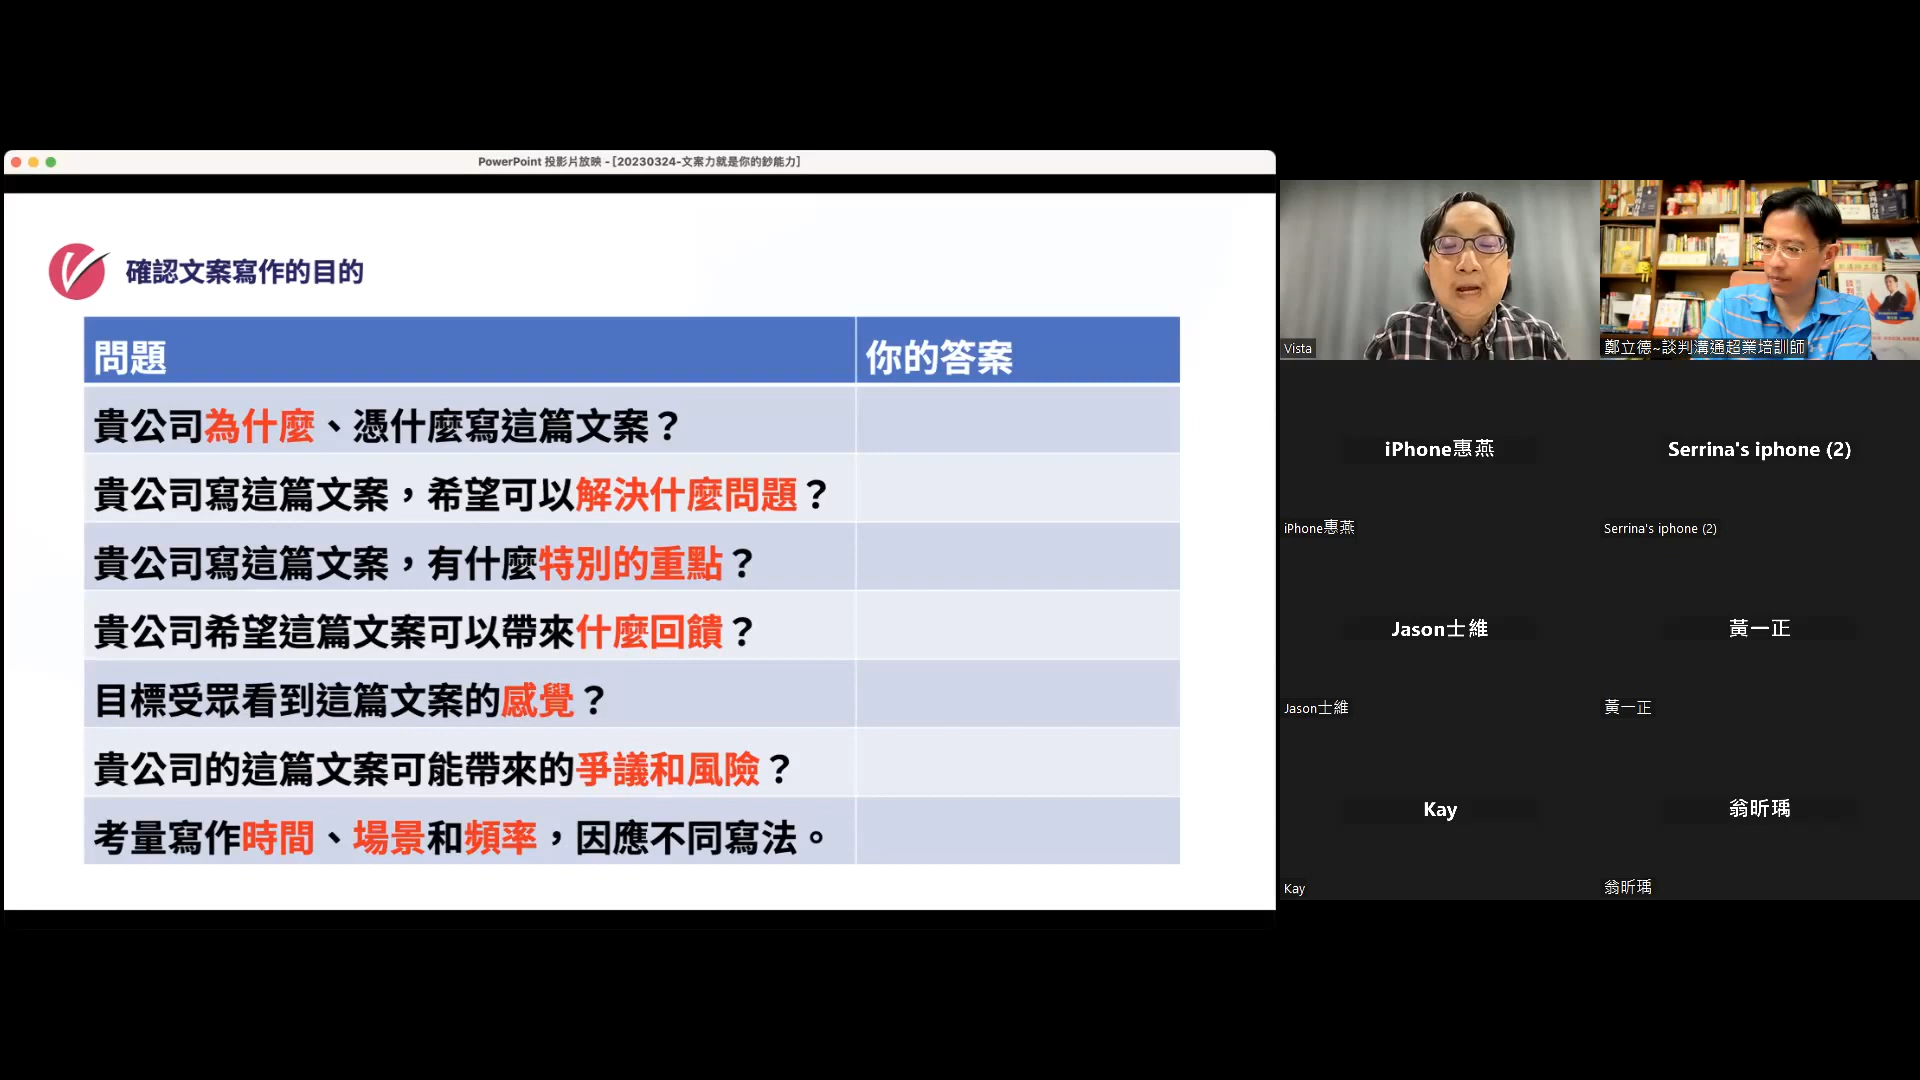 PowerPoint 投影片放映 - [20230324-文案力就是你的鈔能力]
確認文案寫作的目的
問題
你的答案
貴公司為什麼、憑什麼寫這篇文案？
貴公司寫這篇文案，希望可以解決什麼問題？
貴公司寫這篇文案，有什麼特別的重點？
貴公司希望這篇文案可以帶來什麼回饋？
目標受眾看到這篇文案的感覺？
貴公司的這篇文案可能帶來的爭議和風險？
考量寫作時間、場景和頻率，因應不同寫法。
Vista
鄭立德~談判溝通超業培訓師
iPhone惠燕
Serrina's iphone (2)
iPhone惠燕
Serrina's iphone (2)
Jason士維
黃一正
Jason士維
黃一正
Kay
翁昕瑀
Kay
翁昕瑀